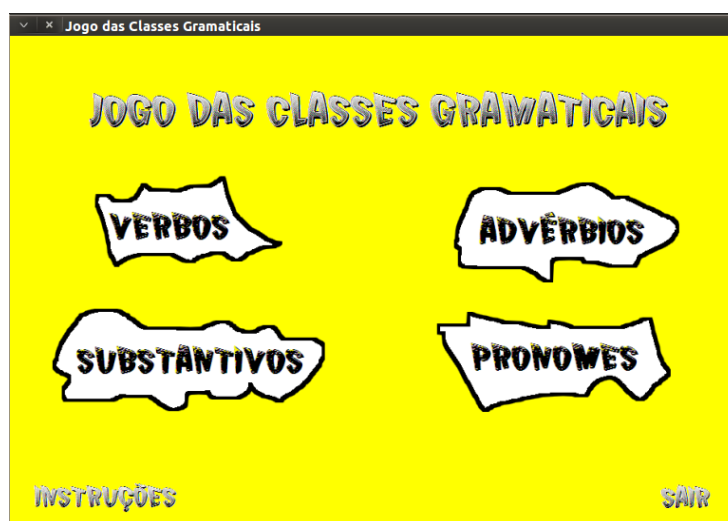 Jogo das Classes Gramaticais
JOGO DAS CLASSES GRAMATICAIS
VERBOS
ADVÉRBIOS
SUBSTANTIVOS
PRONOMES
INSTRUÇÕES
SAIR